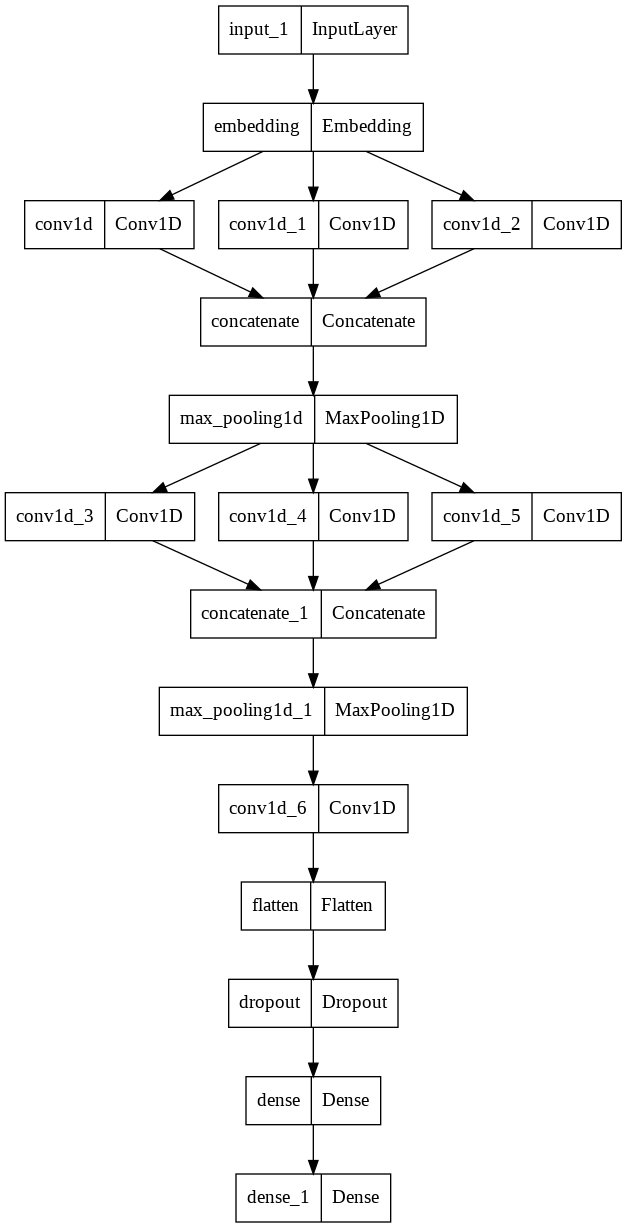 input_1 InputLayer
embedding Embedding
conv1d Conv1D conv1d_1 Conv1D conv1d_2 Conv1D
concatenate Concatenate
max_pooling1d MaxPooling1D
conv1d_3 Conv1D conv1d_4 Conv1D conv1d_5 Conv1D
concatenate_1 Concatenate
max_pooling1d_1 MaxPooling1D
conv1d_6 Conv1D
flatten Flatten
dropout Dropout
dense Dense
dense_1 Dense